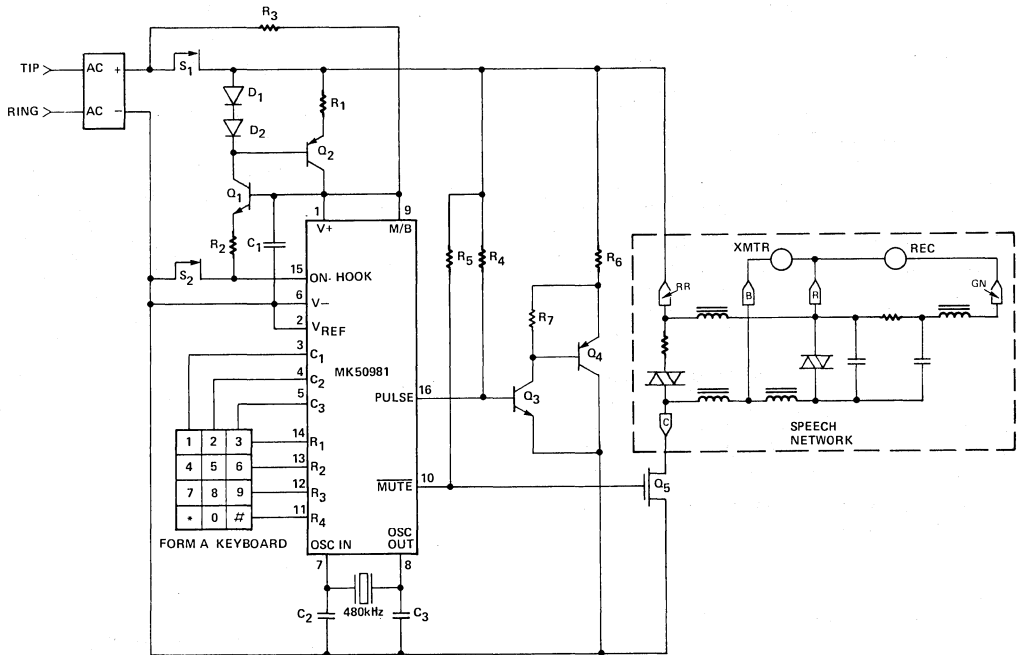 R3
TIP
AC +
S1
RING
AC −
D1
D2
R1
Q2
Q1
R2
C1
S2
1
V+
9
M/B
15
ON-HOOK
6
V−
2
VREF
3
C1
4
C2
5
C3
MK50981
PULSE
16
14
R1
13
R2
12
R3
11
R4
MUTE
10
OSC IN
OSC OUT
7
8
1 2 3
4 5 6
7 8 9
* 0 #
FORM A KEYBOARD
C2
480kHz
C3
R5
R4
R6
R7
Q4
Q3
Q5
XMTR
REC
RR
B
R
GN
C
SPEECH
NETWORK